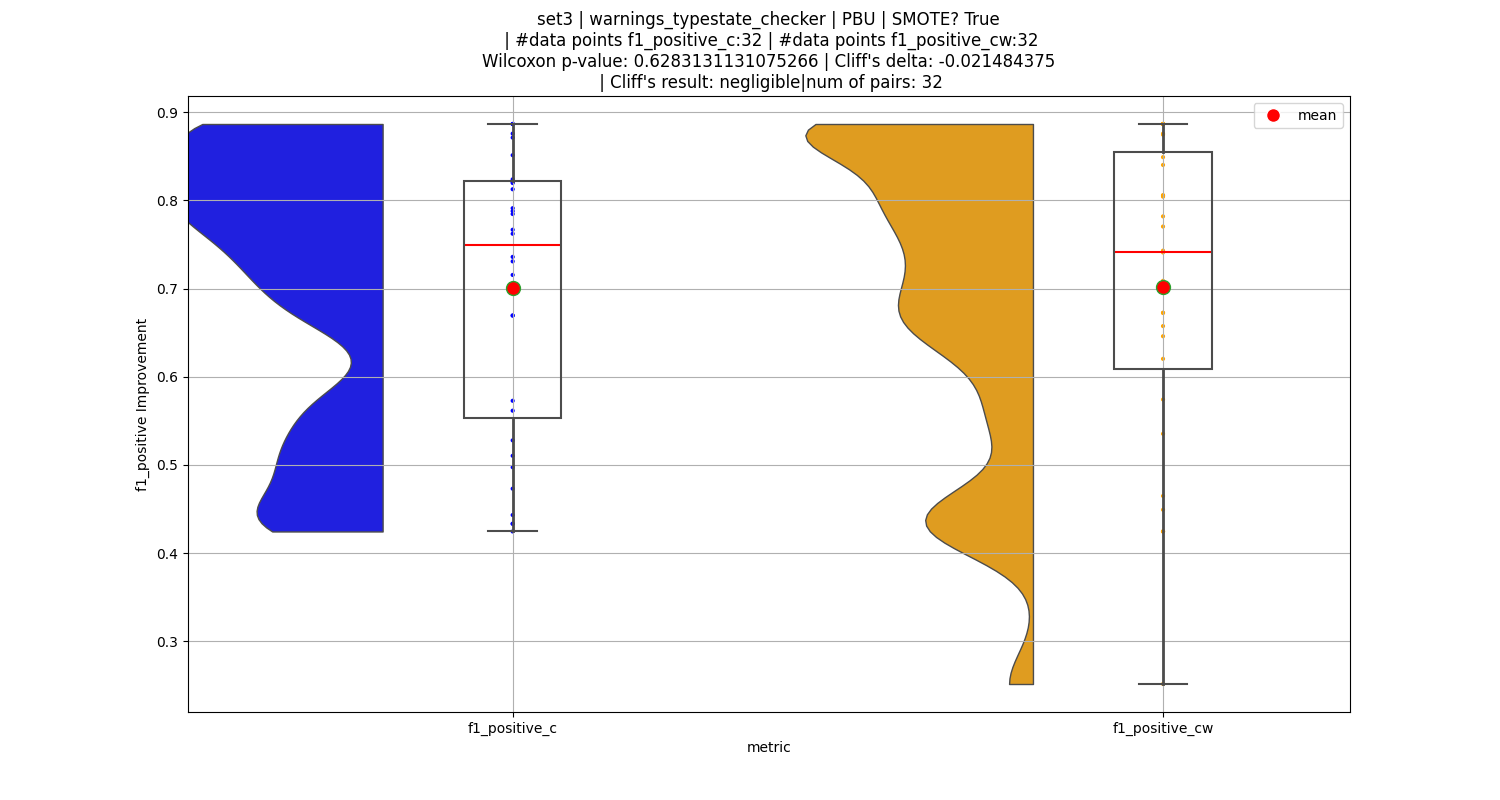 set3 | warnings_typestate_checker | PBU | SMOTE? True
| #data points f1_positive_c:32 | #data points f1_positive_cw:32
Wilcoxon p-value: 0.6283131131075266 | Cliff's delta: -0.021484375
| Cliff's result: negligible|num of pairs: 32
mean
0.9
0.8
0.7
0.6
0.5
0.4
0.3
f1_positive Improvement
f1_positive_c
f1_positive_cw
metric